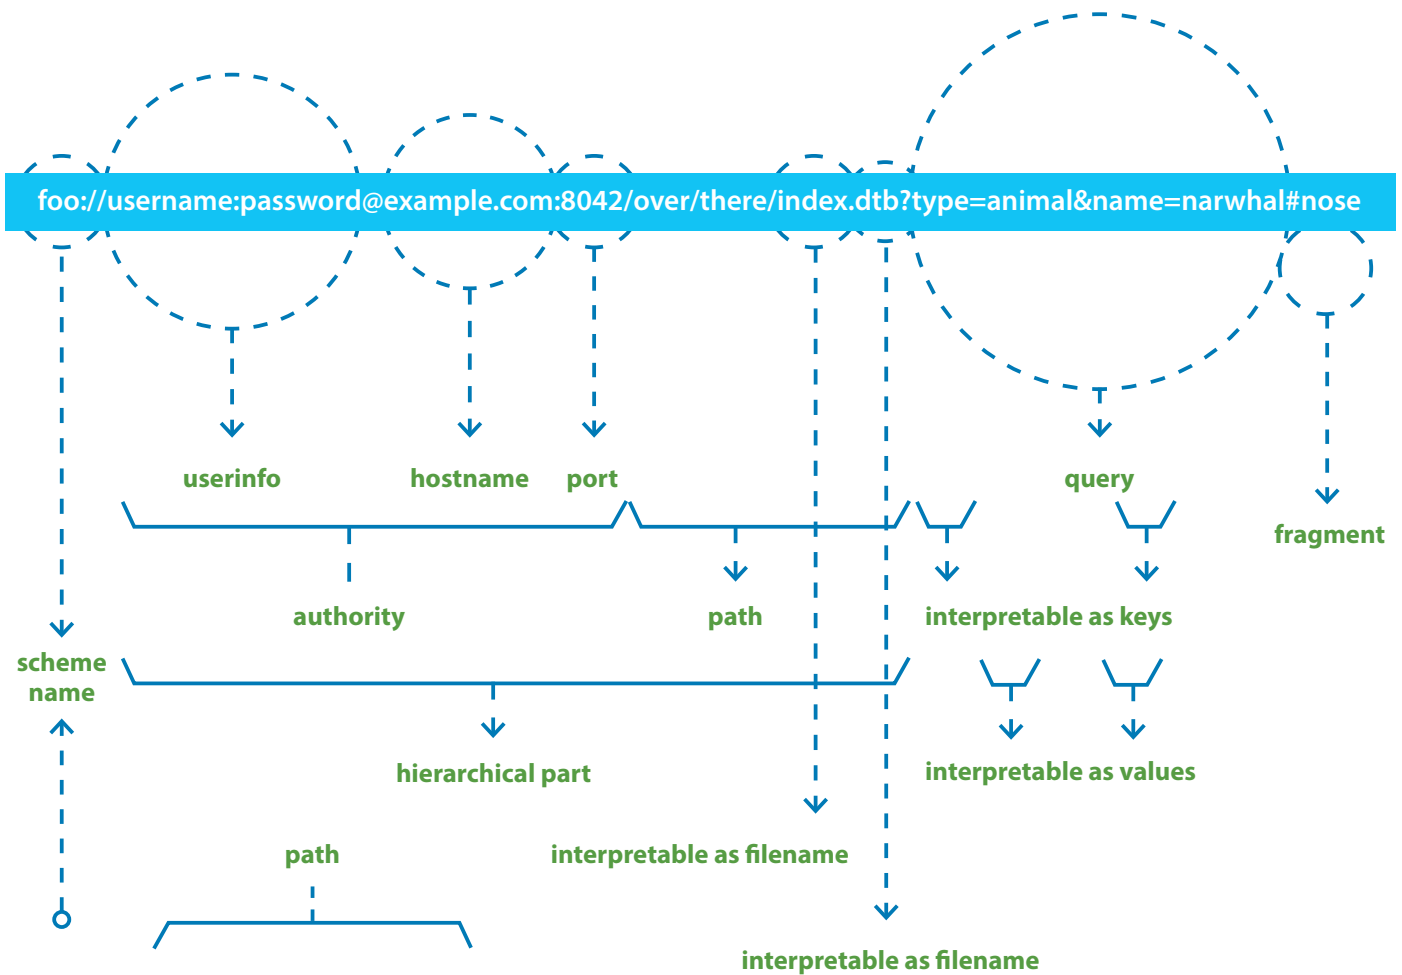 foo://username:password@example.com:8042/over/there/index.dtb?type=animal&name=narwhal#nose
userinfo
hostname
port
query
fragment
authority
path
interpretable as keys
scheme
name
hierarchical part
interpretable as values
path
interpretable as filename
interpretable as filename